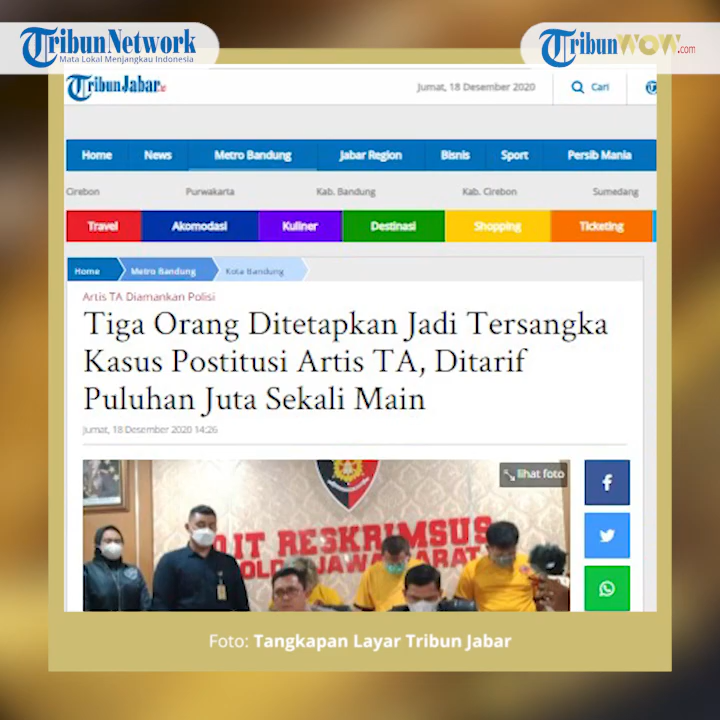 TribunNetwork
Mata Lokal Menjangkau Indonesia
TribunWOW.com
TribunJabar.id
Jumat, 18 Desember 2020
Cari
Home News Metro Bandung Jabar Region Bisnis Sport Persib Mania
Cirebon Purwakarta Kab. Bandung Kab. Cirebon Sumedang
Travel Akomodasi Kuliner Destinasi Shopping Ticketing
Home Metro Bandung Kota Bandung
Artis TA Diamankan Polisi
Tiga Orang Ditetapkan Jadi Tersangka
Kasus Postitusi Artis TA, Ditarif
Puluhan Juta Sekali Main
Jumat, 18 Desember 2020 14:26
lihat foto
DIT RESKRIMSUS
POLDA JAWA BARAT
Foto: Tangkapan Layar Tribun Jabar